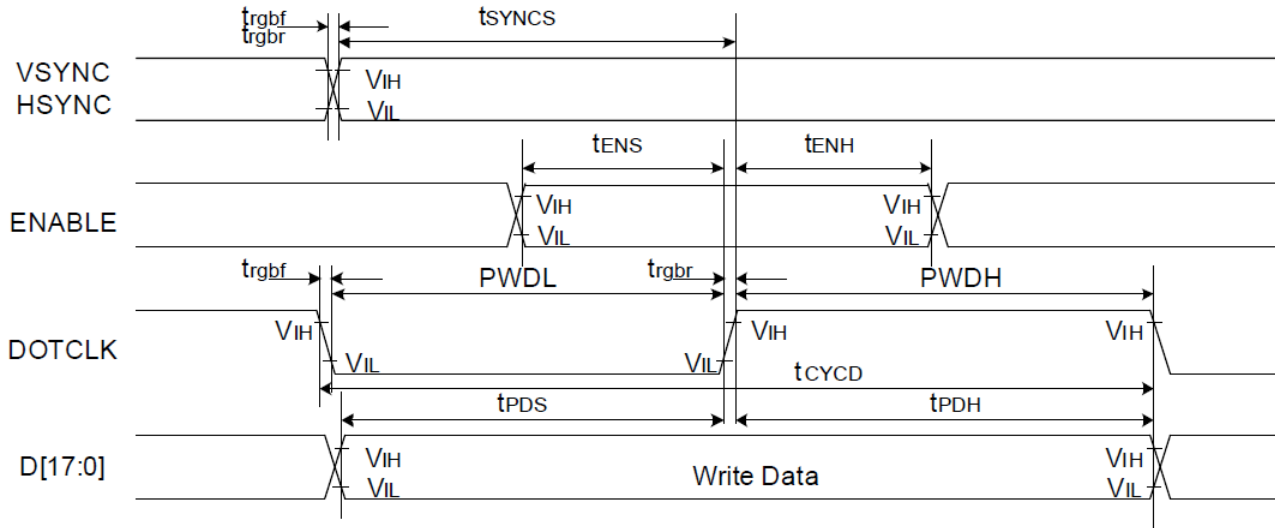 trgbf
trgbr
tSYNCS
VSYNC
HSYNC
VIH
VIL
tENS
tENH
ENABLE
VIH
VIL
VIH
VIL
trgbf
PWDL
trgbr
PWDH
DOTCLK
VIH
VIL
VIL
VIH
VIH
tCYCD
tPDS
tPDH
D[17:0]
VIH
VIL
Write Data
VIH
VIL